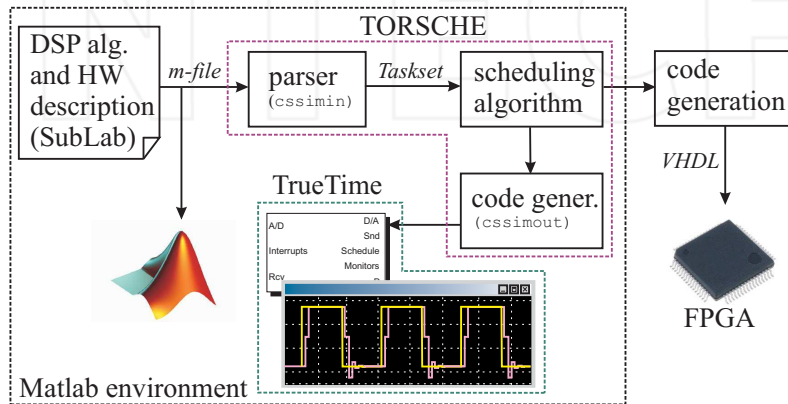 TORSCHE
DSP alg.
and HW
description
(SubLab)
m-file
parser
(cssimin)
Taskset
scheduling
algorithm
code
generation
VHDL
code gener.
(cssimout)
TrueTime
A/D
Interrupts
Rcv
D/A
Snd
Schedule
Monitors
FPGA
Matlab environment